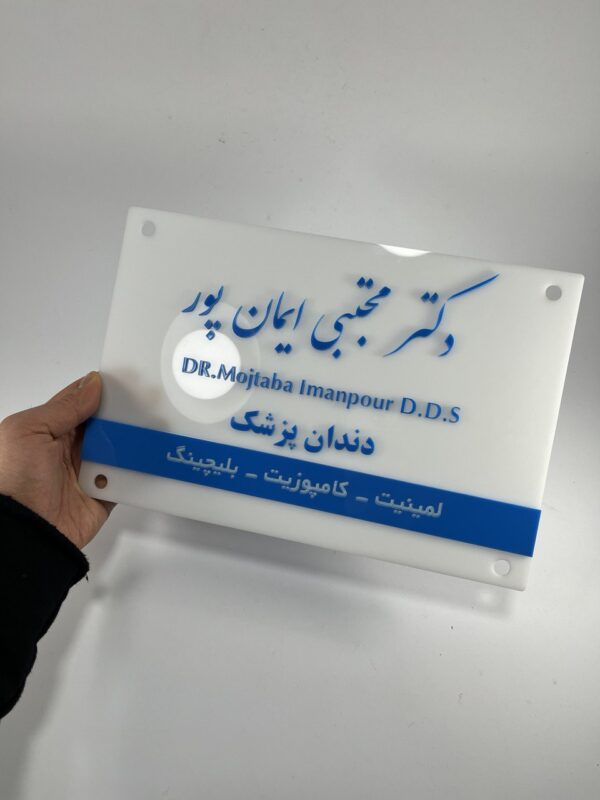 دکتر مجتبی ایمان پور
DR.Mojtaba Imanpour D.D.S
دندان پزشک
لمینیت - کامپوزیت - بلیچینگ